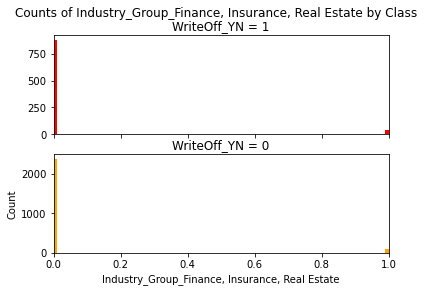 Counts of Industry_Group_Finance, Insurance, Real Estate by Class
WriteOff_YN = 1
750
500
250
0
WriteOff_YN = 0
2000
1000
0
Count
0.0 0.2 0.4 0.6 0.8 1.0
Industry_Group_Finance, Insurance, Real Estate